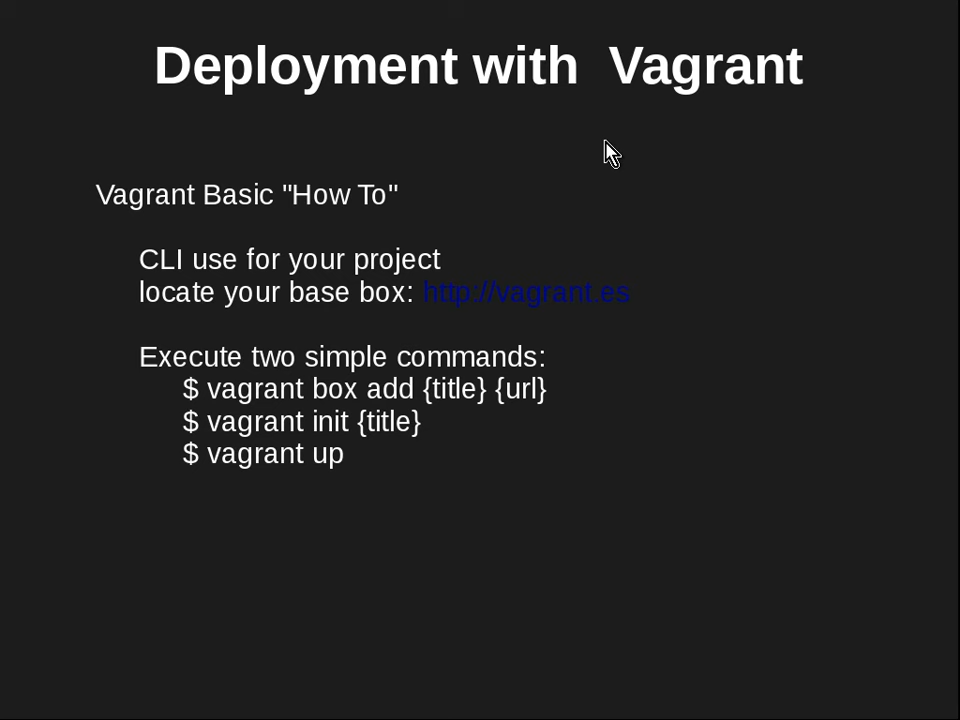 Deployment with  Vagrant
Vagrant Basic "How To"
CLI use for your project
locate your base box: http://vagrant.es
Execute two simple commands:
$ vagrant box add {title} {url}
$ vagrant init {title}
$ vagrant up